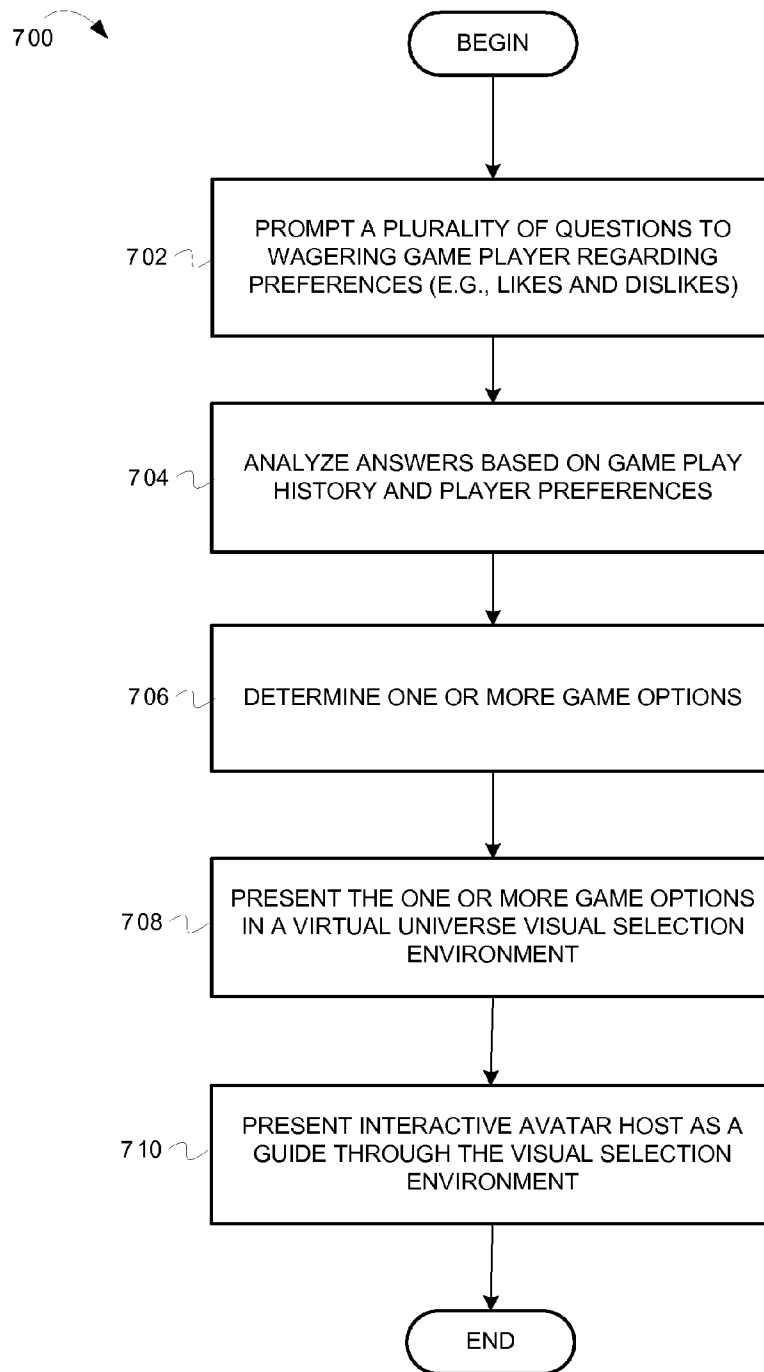 700
BEGIN
702
PROMPT A PLURALITY OF QUESTIONS TO
WAGERING GAME PLAYER REGARDING
PREFERENCES (E.G., LIKES AND DISLIKES)
704
ANALYZE ANSWERS BASED ON GAME PLAY
HISTORY AND PLAYER PREFERENCES
706
DETERMINE ONE OR MORE GAME OPTIONS
708
PRESENT THE ONE OR MORE GAME OPTIONS
IN A VIRTUAL UNIVERSE VISUAL SELECTION
ENVIRONMENT
710
PRESENT INTERACTIVE AVATAR HOST AS A
GUIDE THROUGH THE VISUAL SELECTION
ENVIRONMENT
END